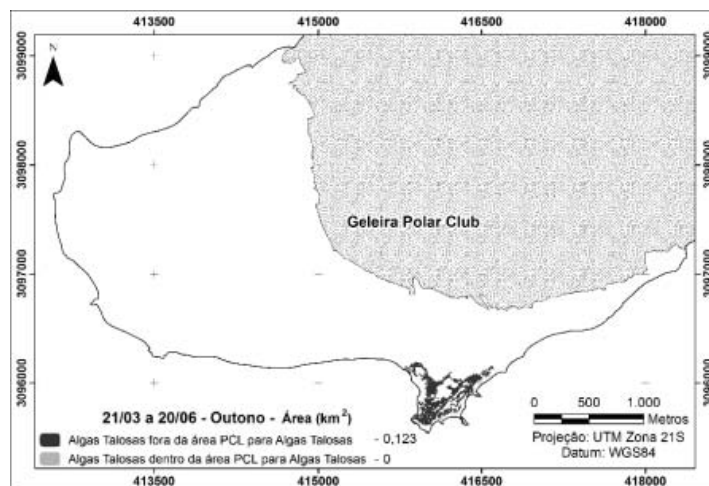 413500 415000 416500 418000
N
3099000
3099000
3098000
3098000
Geleira Polar Club
3097000
3097000
3096000
3096000
21/03 a 20/06 - Outono - Área (km²)
Algas Talosas fora da área PCL para Algas Talosas - 0,123
Algas Talosas dentro da área PCL para Algas Talosas - 0
0 500 1.000
Metros
Projeção: UTM Zona 21S
Datum: WGS84
413500 415000 416500 418000